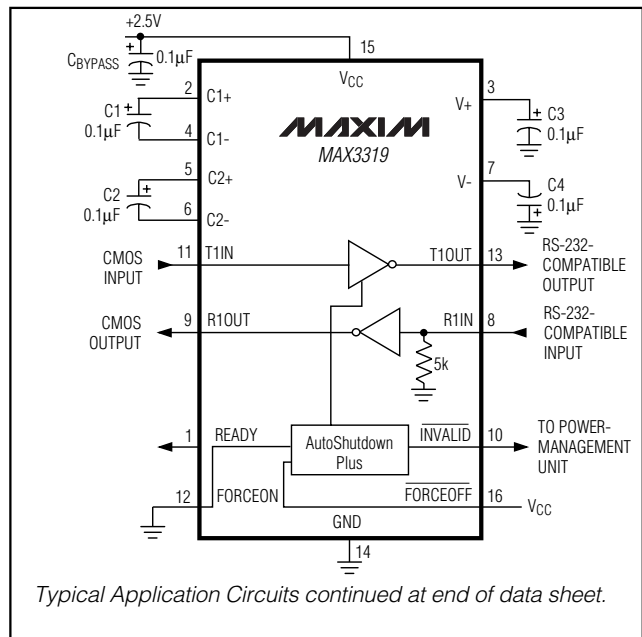 +2.5V
15
CBYPASS
0.1µF
VCC
2
C1+
C1
0.1µF
4
C1-
5
C2+
C2
0.1µF
6
C2-
MAXIM
MAX3319
3
V+
C3
0.1µF
7
V-
C4
0.1µF
CMOS
INPUT
11
T1IN
T1OUT
13
RS-232-
COMPATIBLE
OUTPUT
CMOS
OUTPUT
9
R1OUT
R1IN
8
RS-232-
COMPATIBLE
INPUT
5k
1
READY
AutoShutdown
Plus
INVALID
10
TO POWER-
MANAGEMENT
UNIT
12
FORCEON
FORCEOFF
16
VCC
GND
14
Typical Application Circuits continued at end of data sheet.